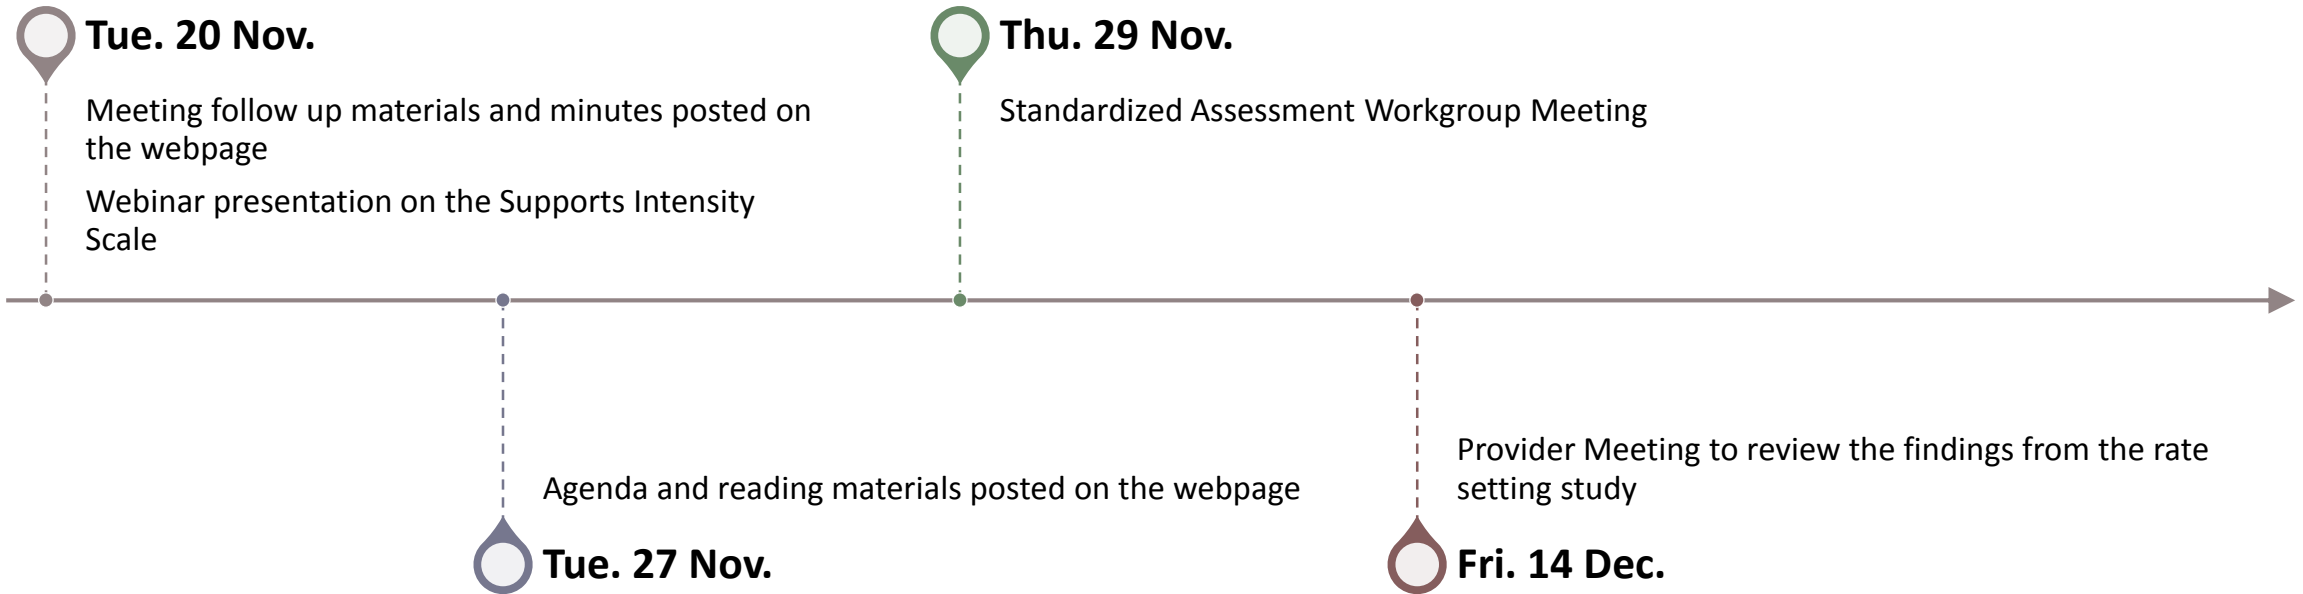 Tue. 20 Nov.
Meeting follow up materials and minutes posted on
the webpage
Webinar presentation on the Supports Intensity
Scale
Thu. 29 Nov.
Standardized Assessment Workgroup Meeting
Agenda and reading materials posted on the webpage
Tue. 27 Nov.
Provider Meeting to review the findings from the rate
setting study
Fri. 14 Dec.